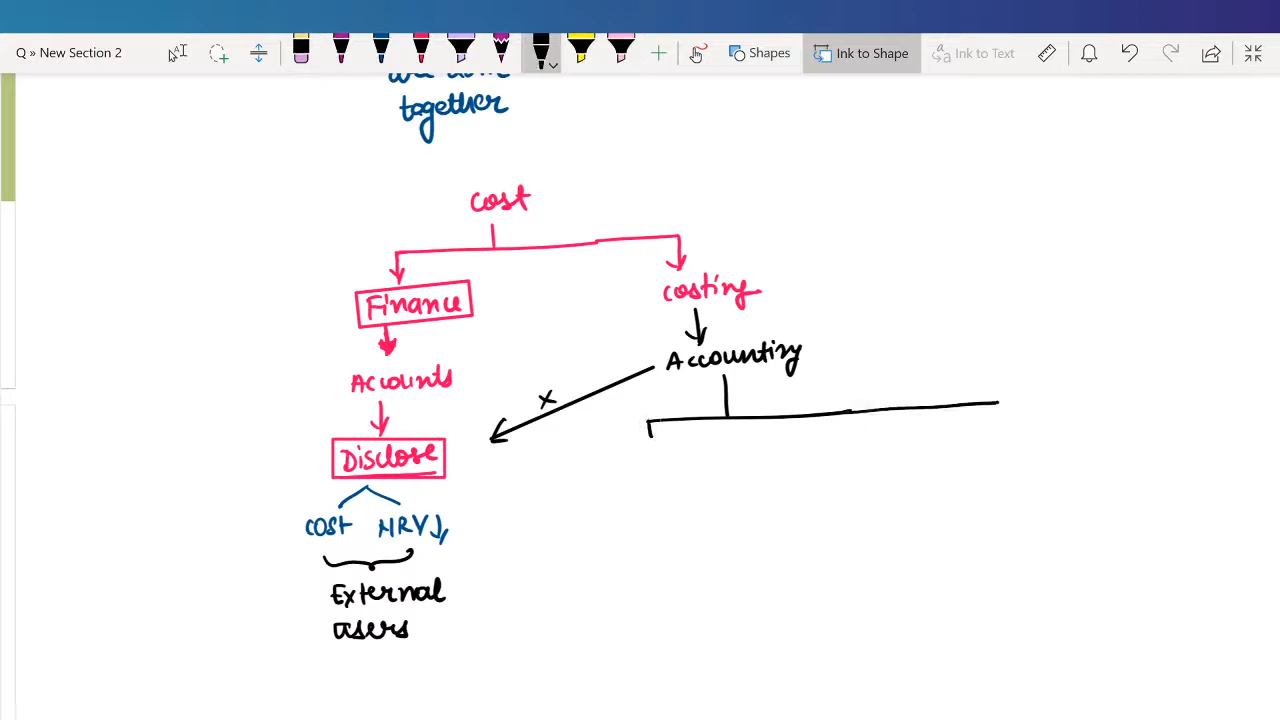 Q » New Section 2
Shapes
Ink to Shape
Ink to Text
together
Cost
Finance
Costing
Accounting
Accounts
x
Disclose
COST NRV↓
External
users